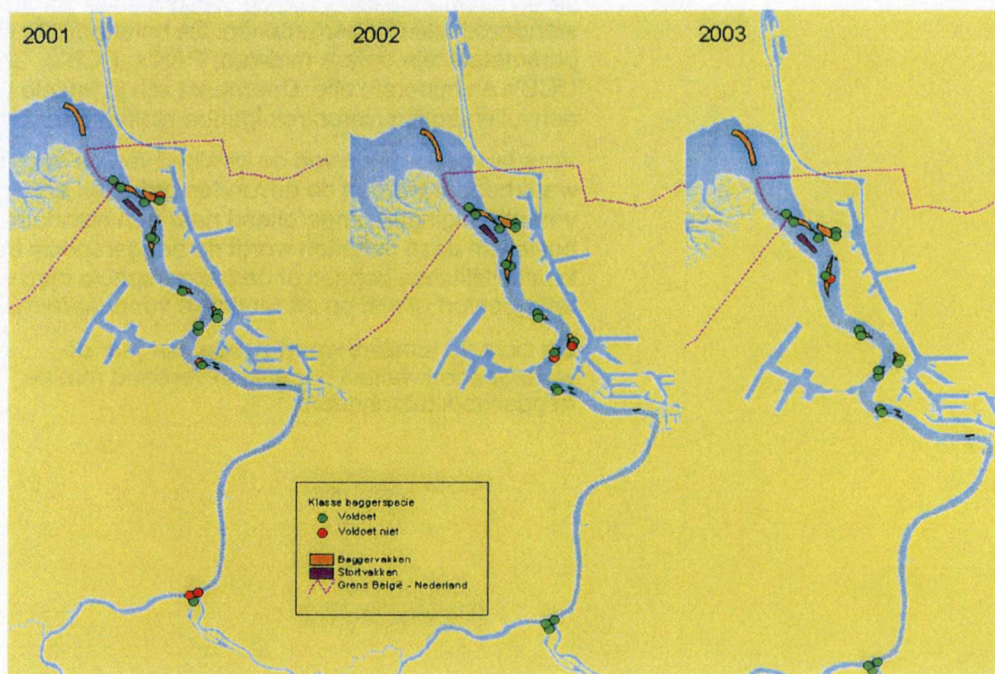 2001
2002
2003
Klasse baggerspecie
Voldoet
Voldoet niet
Baggervakken
Stortvakken
Grens België - Nederland